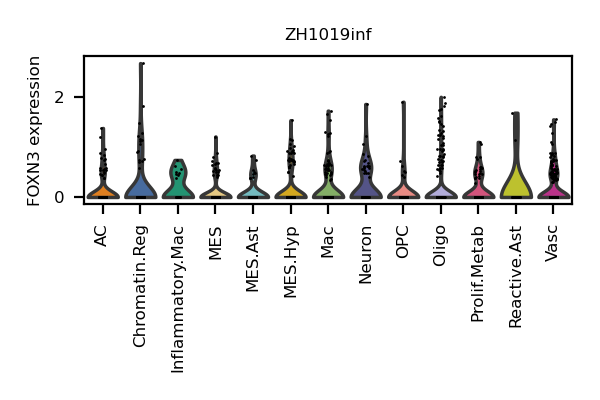 ZH1019inf
FOXN3 expression
2
0
AC
Chromatin.Reg
Inflammatory.Mac
MES
MES.Ast
MES.Hyp
Mac
Neuron
OPC
Oligo
Prolif.Metab
Reactive.Ast
Vasc